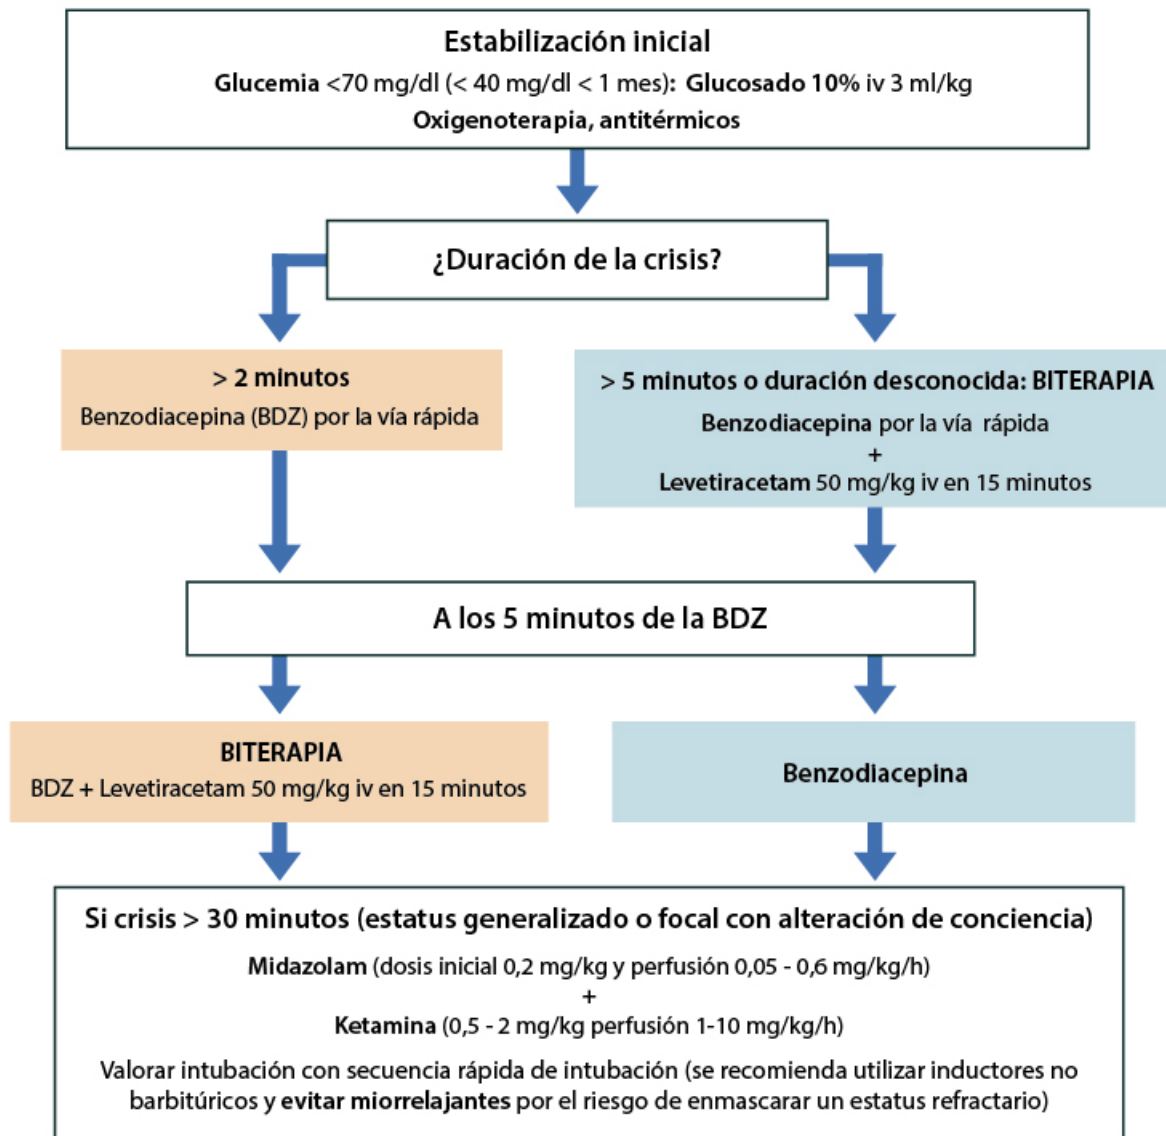 Estabilización inicial
Glucemia <70 mg/dl (< 40 mg/dl < 1 mes): Glucosado 10% iv 3 ml/kg
Oxigenoterapia, antitérmicos
¿Duración de la crisis?
> 2 minutos
Benzodiacepina (BDZ) por la vía rápida
> 5 minutos o duración desconocida: BITERAPIA
Benzodiacepina por la vía rápida
+
Levetiracetam 50 mg/kg iv en 15 minutos
A los 5 minutos de la BDZ
BITERAPIA
BDZ + Levetiracetam 50 mg/kg iv en 15 minutos
Benzodiacepina
Si crisis > 30 minutos (estatus generalizado o focal con alteración de conciencia)
Midazolam (dosis inicial 0,2 mg/kg y perfusión 0,05 - 0,6 mg/kg/h)
+
Ketamina (0,5 - 2 mg/kg perfusión 1-10 mg/kg/h)
Valorar intubación con secuencia rápida de intubación (se recomienda utilizar inductores no
barbitúricos y evitar miorrelajantes por el riesgo de enmascarar un estatus refractario)